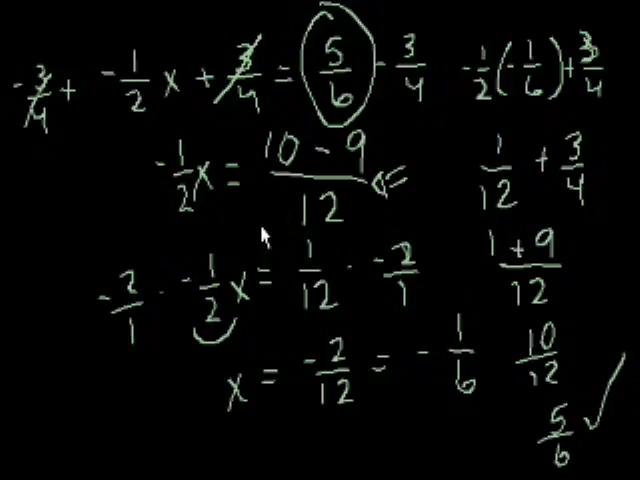 -3/4 + -1/2 x + 3/4 = 5/6 - 3/4
-1/2 x = (10 - 9)/12 ⇐
-2/1 · -1/2 x = 1/12 · -2/1
x = -2/12 = -1/6
-1/2(-1/6) + 3/4
1/12 + 3/4
(1 + 9)/12
10/12
5/6 ✓